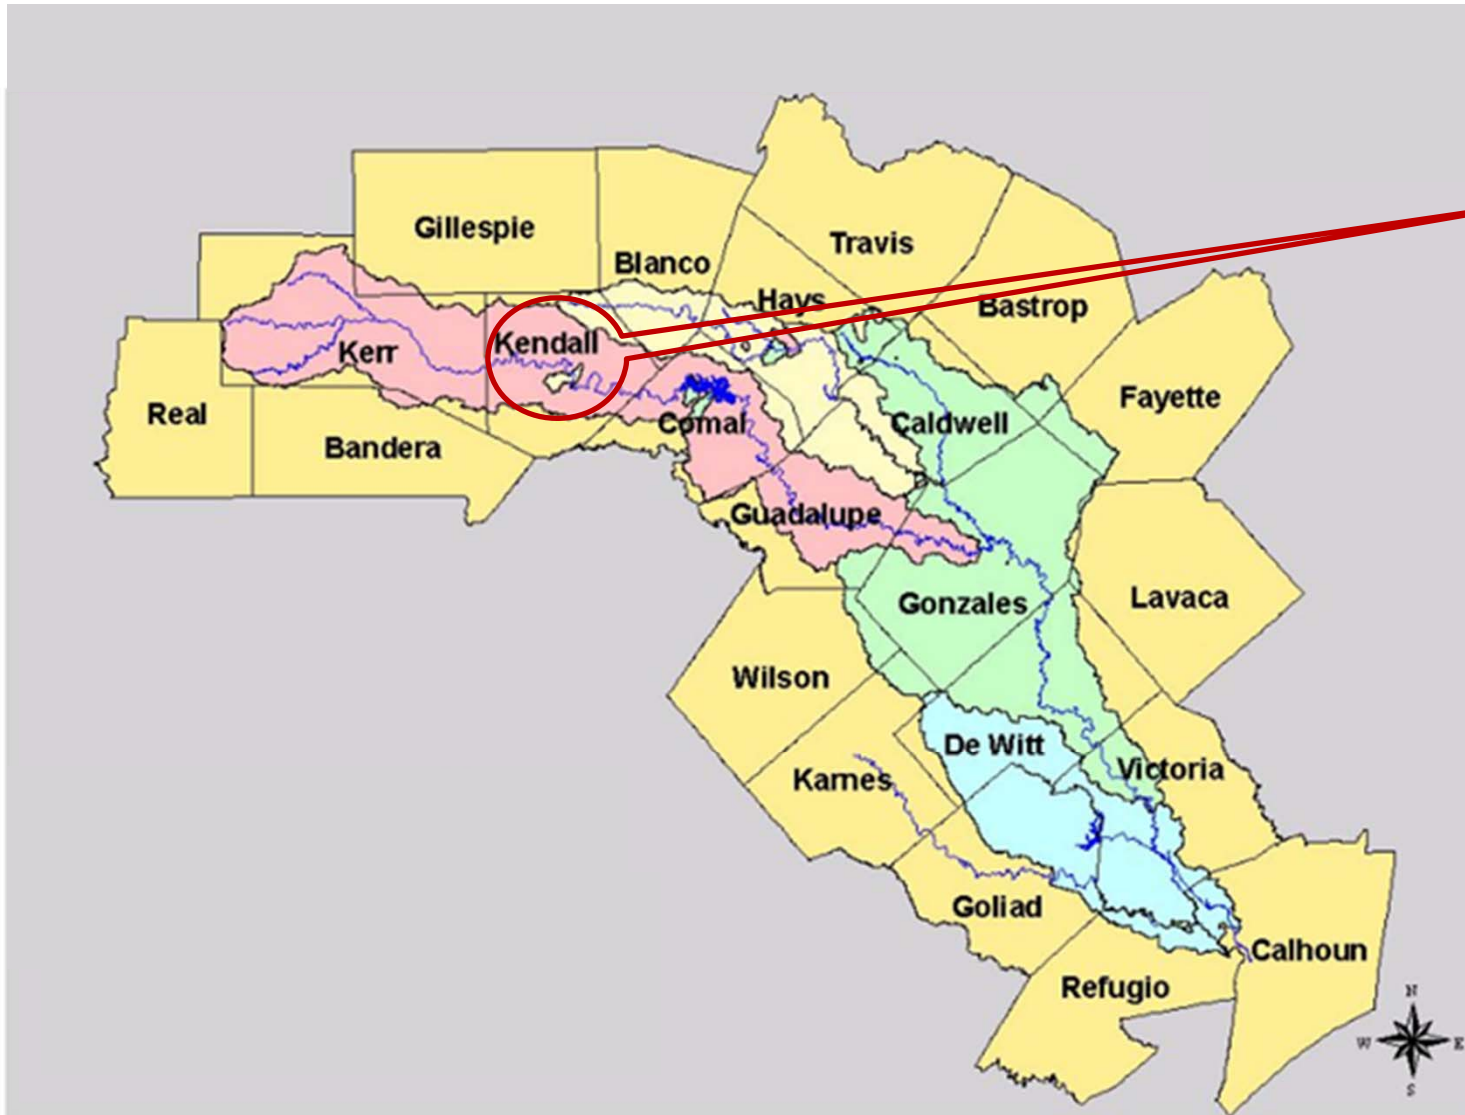 Gillespie
Travis
Blanco
Hays
Bastrop
Kendall
Kerr
Fayette
Real
Comal
Caldwell
Bandera
Guadalupe
Lavaca
Gonzales
Wilson
De Witt
Victoria
Karnes
Goliad
Calhoun
Refugio
N
W E
S